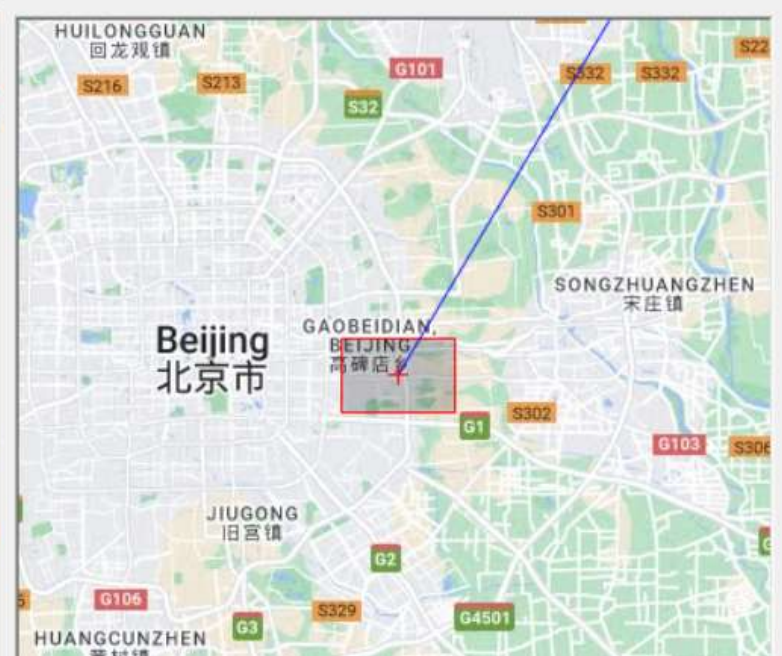 HUILONGGUAN
回龙观镇
S216
S213
G101
S32
S332
S332
S22
S301
SONGZHUANGZHEN
宋庄镇
Beijing
北京市
GAOBEIDIAN,
BEIJING
高碑店
G1
S302
G103
S306
JIUGONG
旧宫镇
G2
G106
S329
G3
G4501
HUANGCUNZHEN